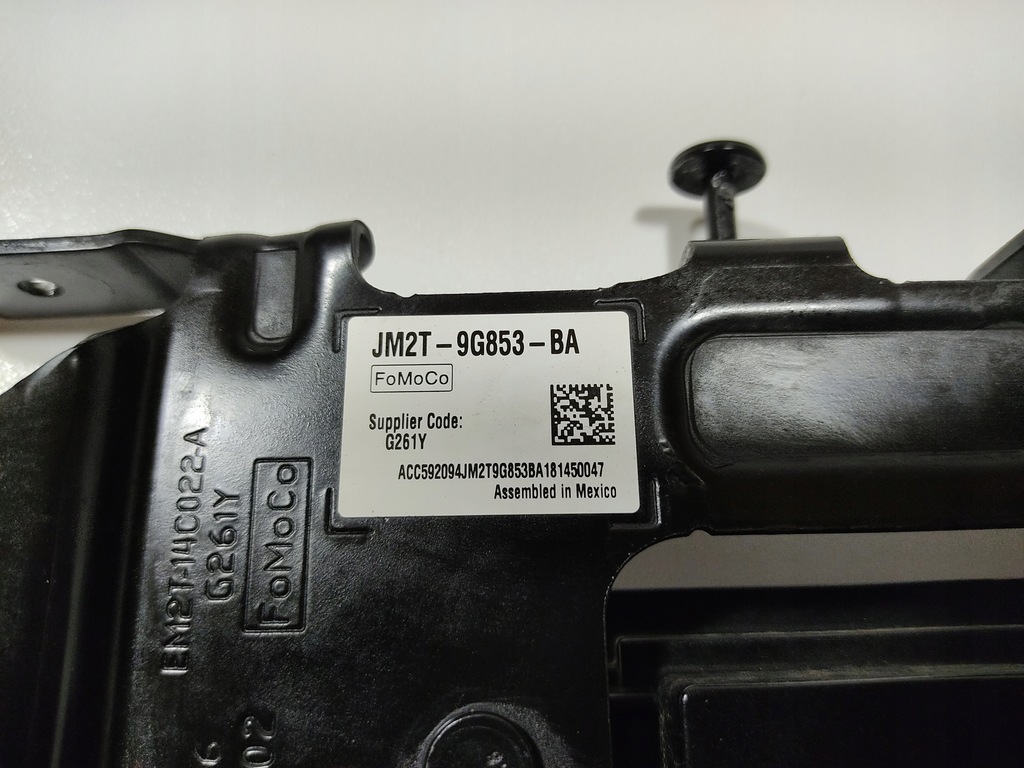 JM2T-9G853-BA
FoMoCo
Supplier Code:
G261Y
ACC592094JM2T9G853BA181450047
Assembled in Mexico
EM2T-14C022-A
G261Y
FoMoCo